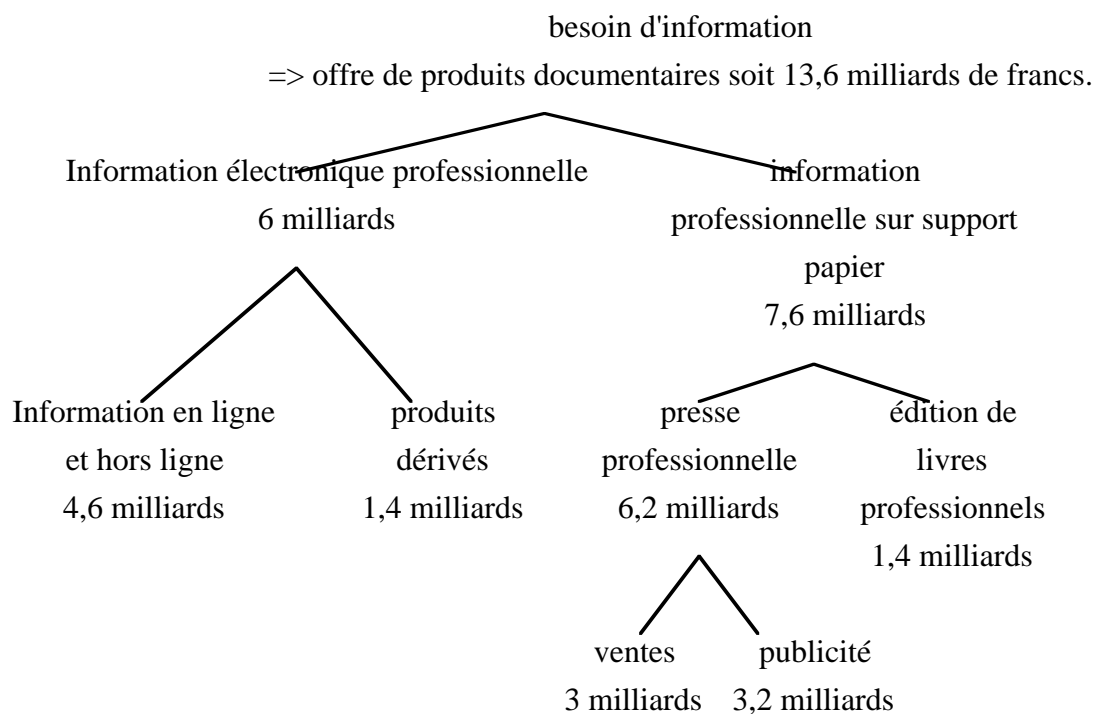 besoin d'information
=> offre de produits documentaires soit 13,6 milliards de francs.
Information électronique professionnelle
6 milliards
information
professionnelle sur support
papier
7,6 milliards
Information en ligne
et hors ligne
4,6 milliards
produits
dérivés
1,4 milliards
presse
professionnelle
6,2 milliards
édition de
livres
professionnels
1,4 milliards
ventes
3 milliards
publicité
3,2 milliards